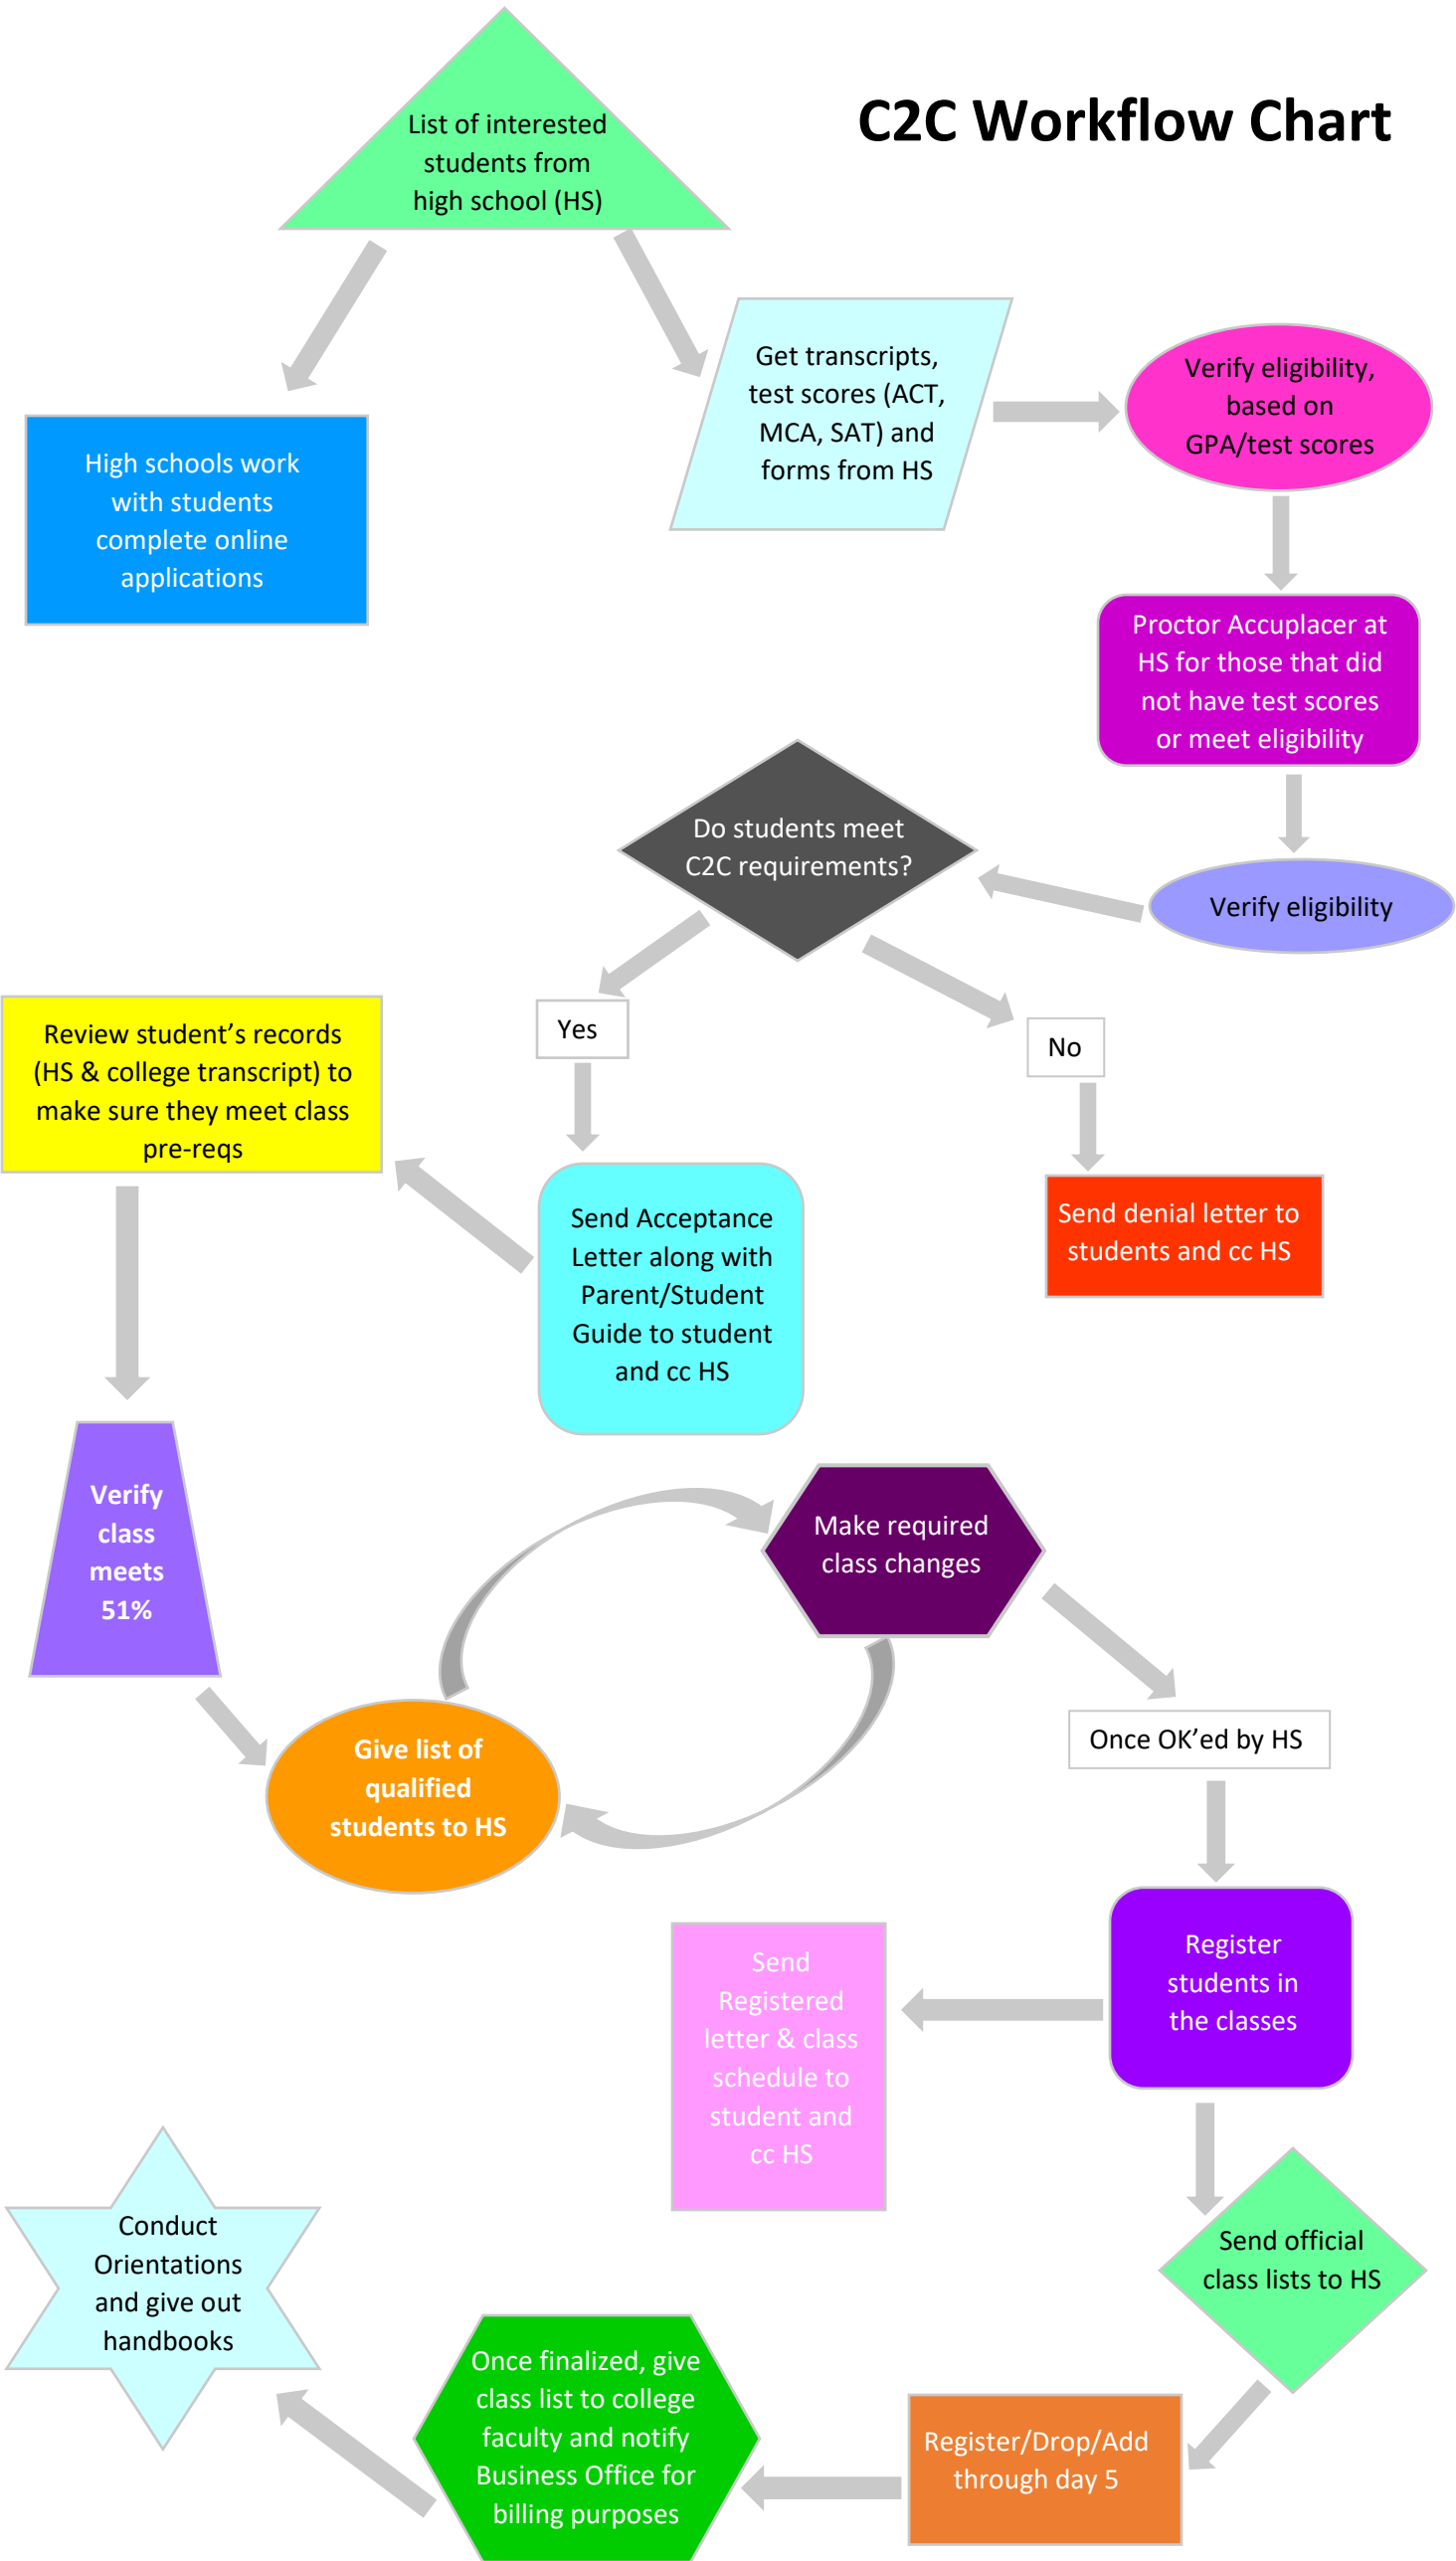 C2C Workflow Chart
List of interested
students from
high school (HS)
Get transcripts,
test scores (ACT,
MCA, SAT) and
forms from HS
Verify eligibility,
based on
GPA/test scores
High schools work
with students
complete online
applications
Proctor Accuplacer at
HS for those that did
not have test scores
or meet eligibility
Do students meet
C2C requirements?
Verify eligibility
Yes
No
Review student’s records
(HS & college transcript) to
make sure they meet class
pre-reqs
Send Acceptance
Letter along with
Parent/Student
Guide to student
and cc HS
Send denial letter to
students and cc HS
Verify
class
meets
51%
Make required
class changes
Give list of
qualified
students to HS
Once OK’ed by HS
Register
students in
the classes
Send
Registered
letter & class
schedule to
student and
cc HS
Send official
class lists to HS
Conduct
Orientations
and give out
handbooks
Once finalized, give
class list to college
faculty and notify
Business Office for
billing purposes
Register/Drop/Add
through day 5